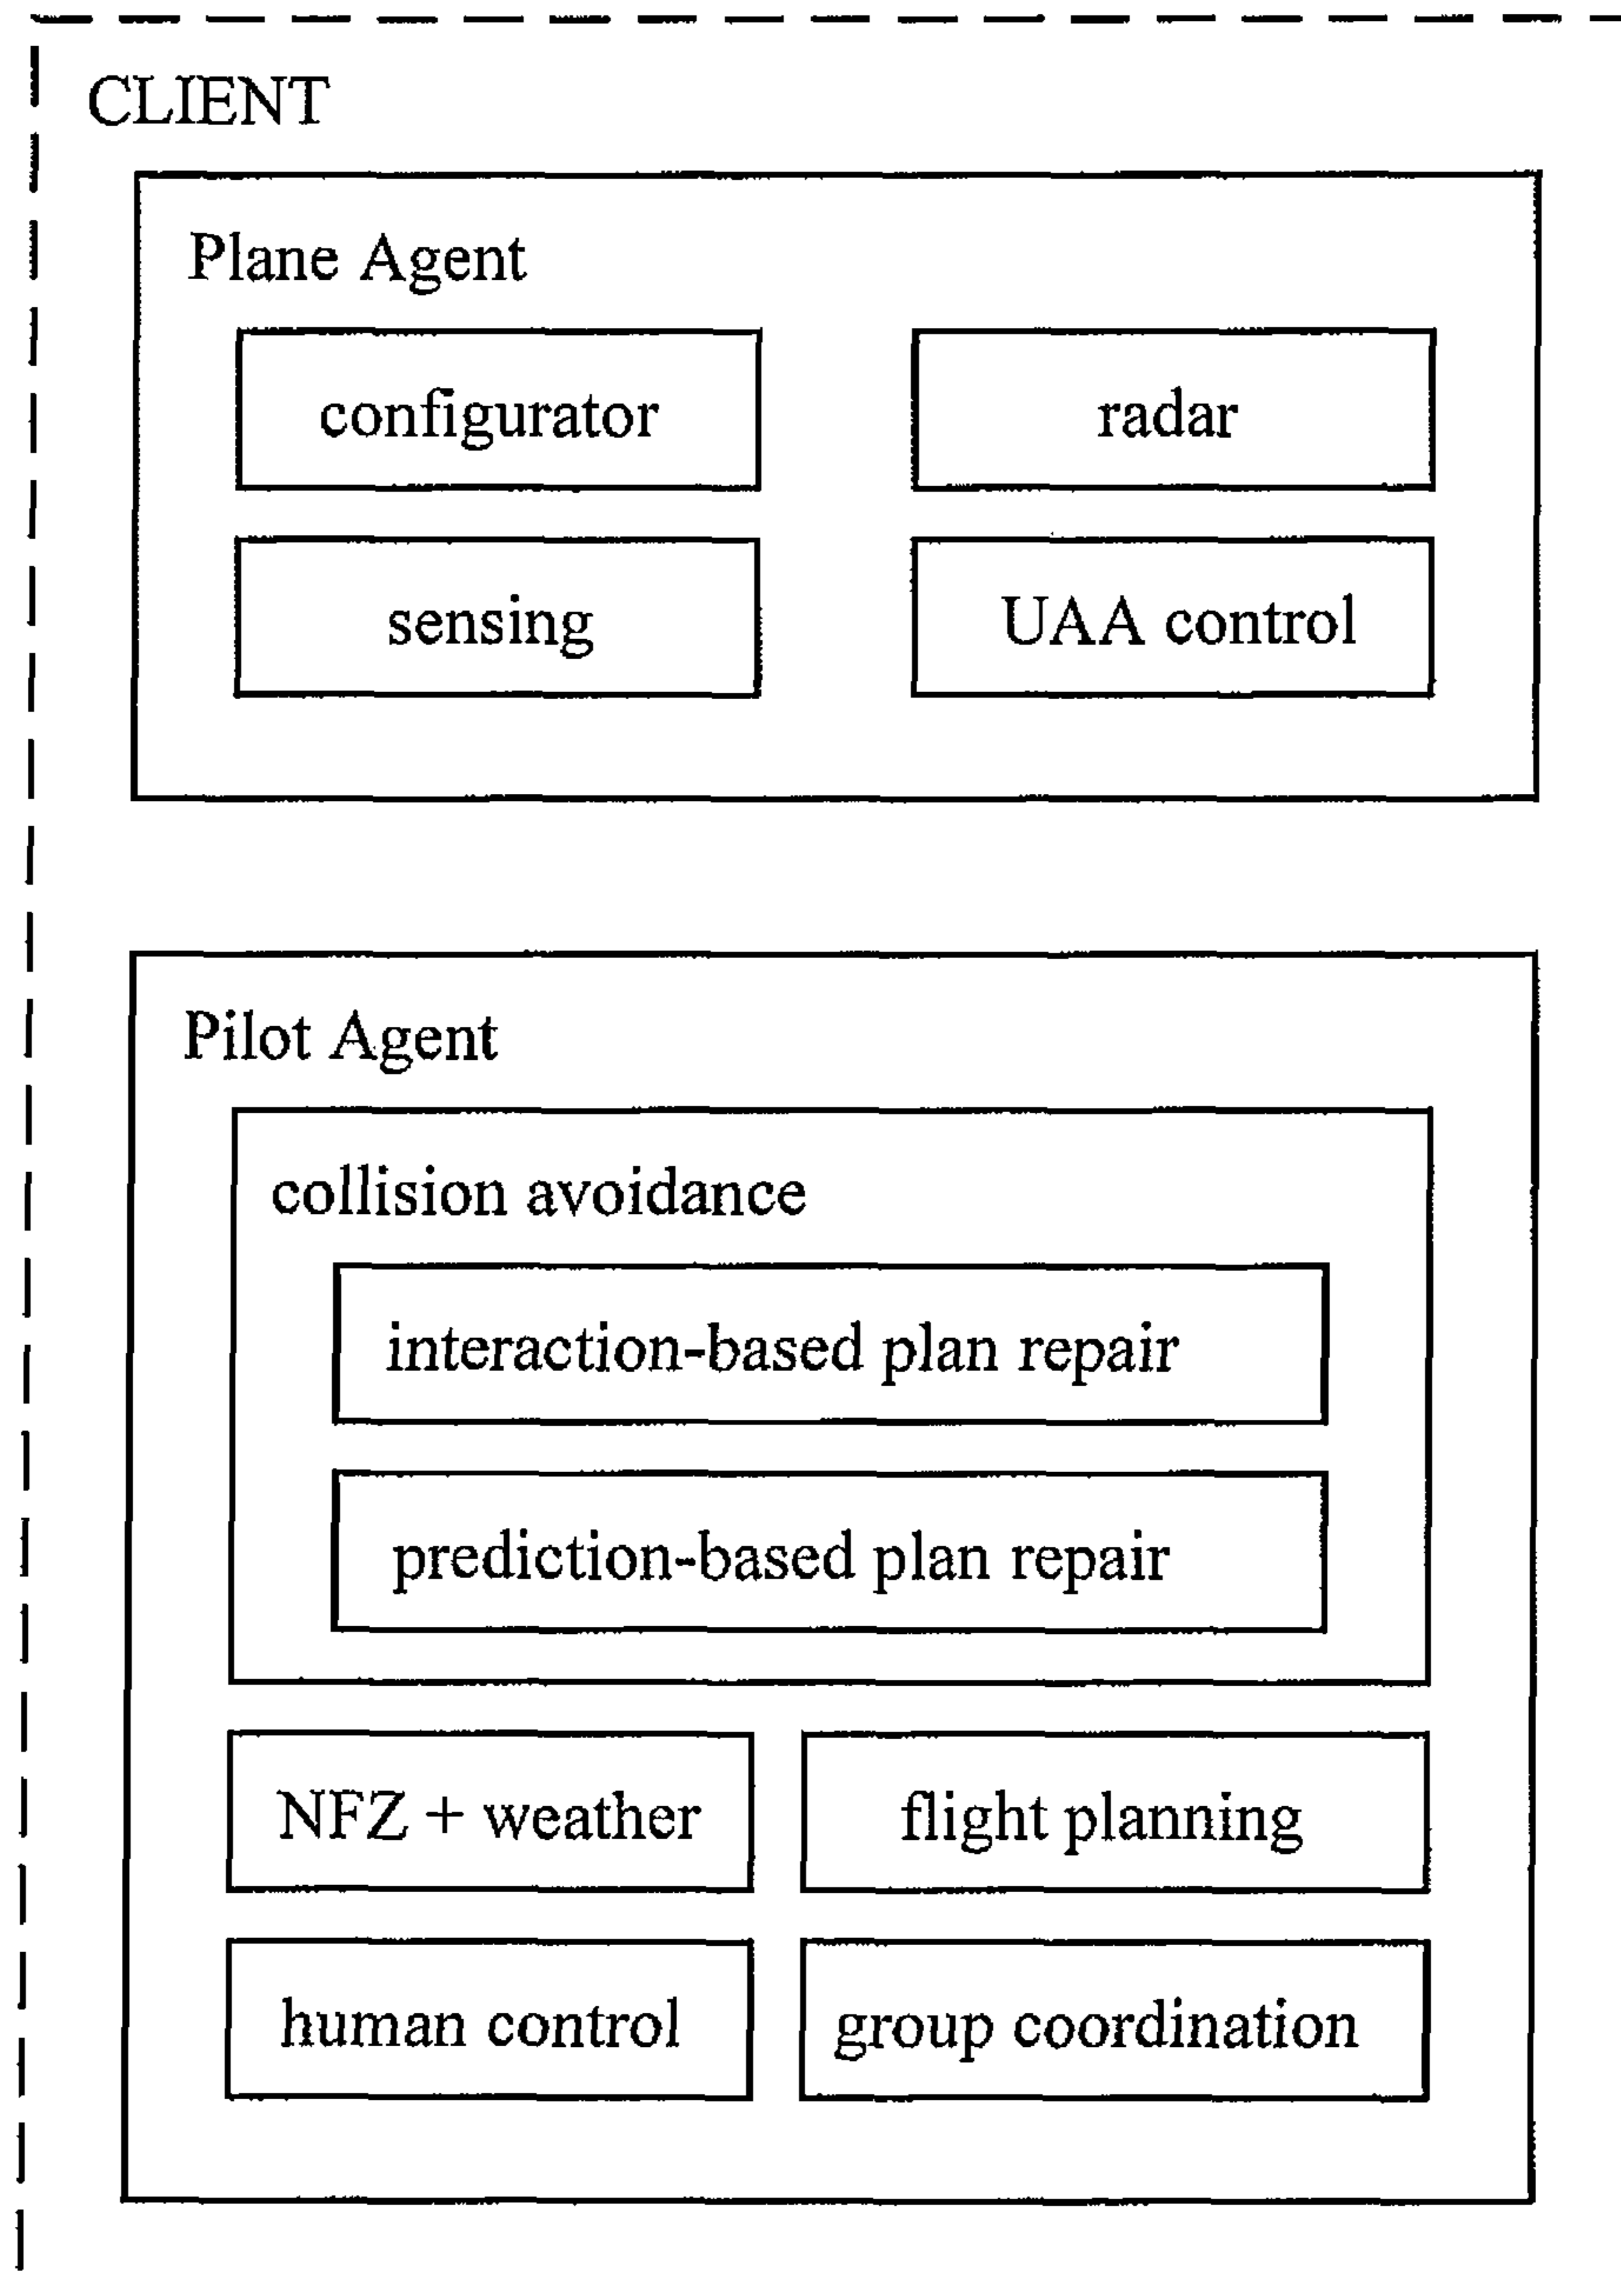 CLIENT
Plane Agent
configurator
radar
sensing
UAA control
Pilot Agent
collision avoidance
interaction-based plan repair
prediction-based plan repair
NFZ + weather
flight planning
human control
group coordination